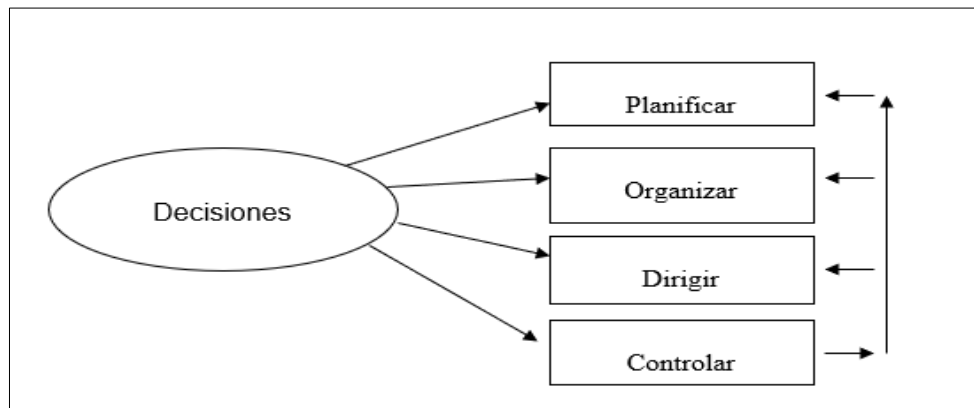 Decisiones
Planificar
Organizar
Dirigir
Controlar